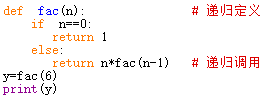 def fac(n): # 递归定义
if n==0:
return 1
else:
return n*fac(n-1) # 递归调用
y=fac(6)
print(y)